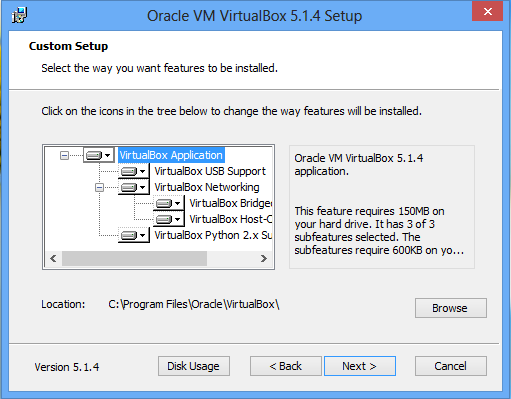 Oracle VM VirtualBox 5.1.4 Setup
Custom Setup
Select the way you want features to be installed.
Click on the icons in the tree below to change the way features will be installed.
VirtualBox Application
VirtualBox USB Support
VirtualBox Networking
VirtualBox Bridge
VirtualBox Host-C
VirtualBox Python 2.x Su
Oracle VM VirtualBox 5.1.4
application.
This feature requires 150MB on
your hard drive. It has 3 of 3
subfeatures selected. The
subfeatures require 600KB on yo...
Location: C:\Program Files\Oracle\VirtualBox\
Browse
Version 5.1.4
Disk Usage
< Back
Next >
Cancel